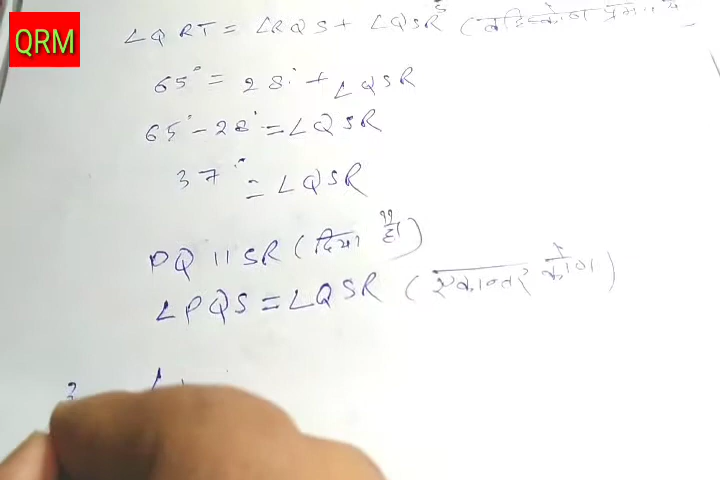 QRM
∠QRT = ∠RQS + ∠QSR (बहिष्कोण प्रमेय
65° = 28° + ∠QSR
65° - 28° = ∠QSR
37° = ∠QSR
PQ || SR (दिया है)
∠PQS = ∠QSR (एकान्तर कोण)